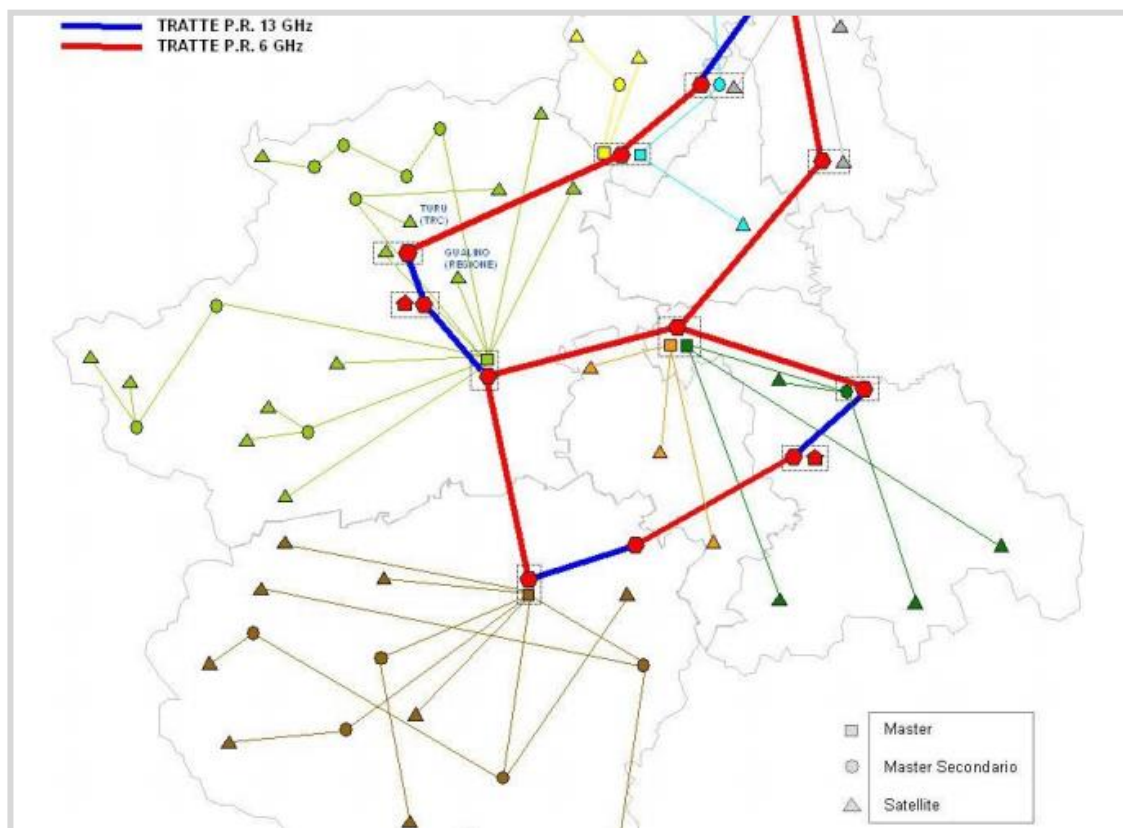 TRATTE P.R. 13 GHz
TRATTE P.R. 6 GHz
TURU
(TRC)
GUALINO
(REGIONE)
Master
Master Secondario
Satellite